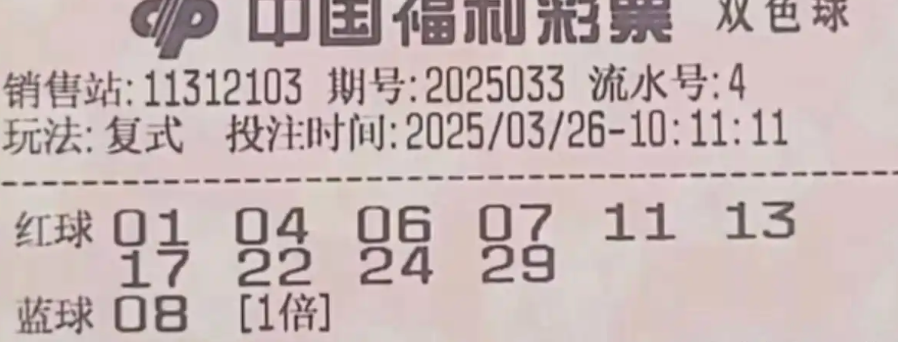 中国福利彩票 双色球
销售站:11312103 期号:2025033 流水号:4
玩法:复式 投注时间:2025/03/26-10:11:11
红球 01 04 06 07 11 13
17 22 24 29
蓝球 08 [1倍]